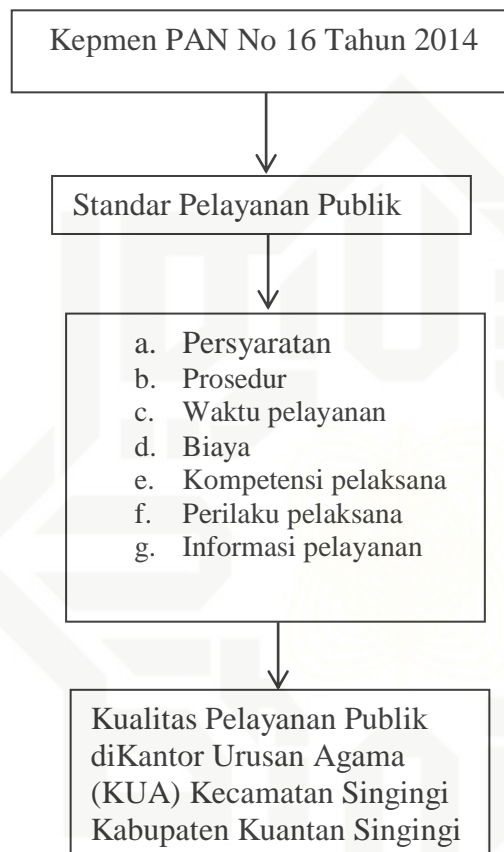 Kepmen PAN No 16 Tahun 2014
Standar Pelayanan Publik
a. Persyaratan
b. Prosedur
c. Waktu pelayanan
d. Biaya
e. Kompetensi pelaksana
f. Perilaku pelaksana
g. Informasi pelayanan
Kualitas Pelayanan Publik
diKantor Urusan Agama
(KUA) Kecamatan Singingi
Kabupaten Kuantan Singingi